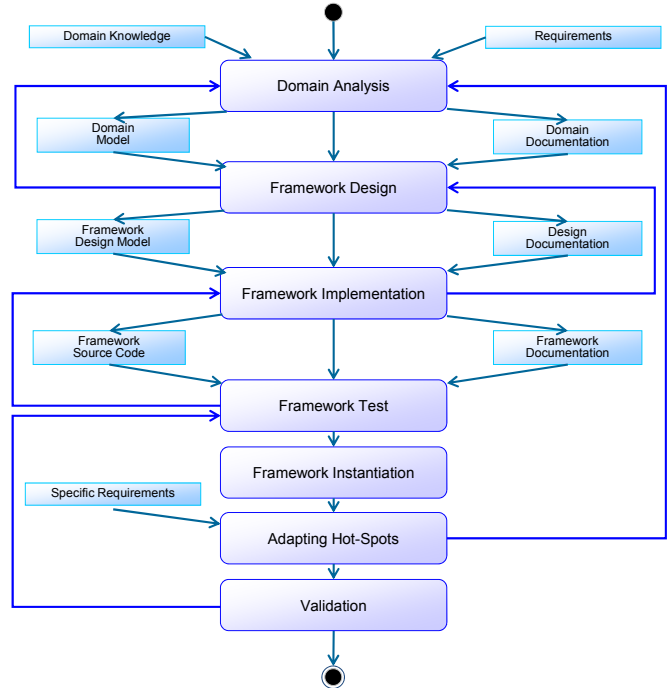 Domain Knowledge
Requirements
Domain Analysis
Domain
Model
Domain
Documentation
Framework Design
Framework
Design Model
Design
Documentation
Framework Implementation
Framework
Source Code
Framework
Documentation
Framework Test
Framework Instantiation
Specific Requirements
Adapting Hot-Spots
Validation